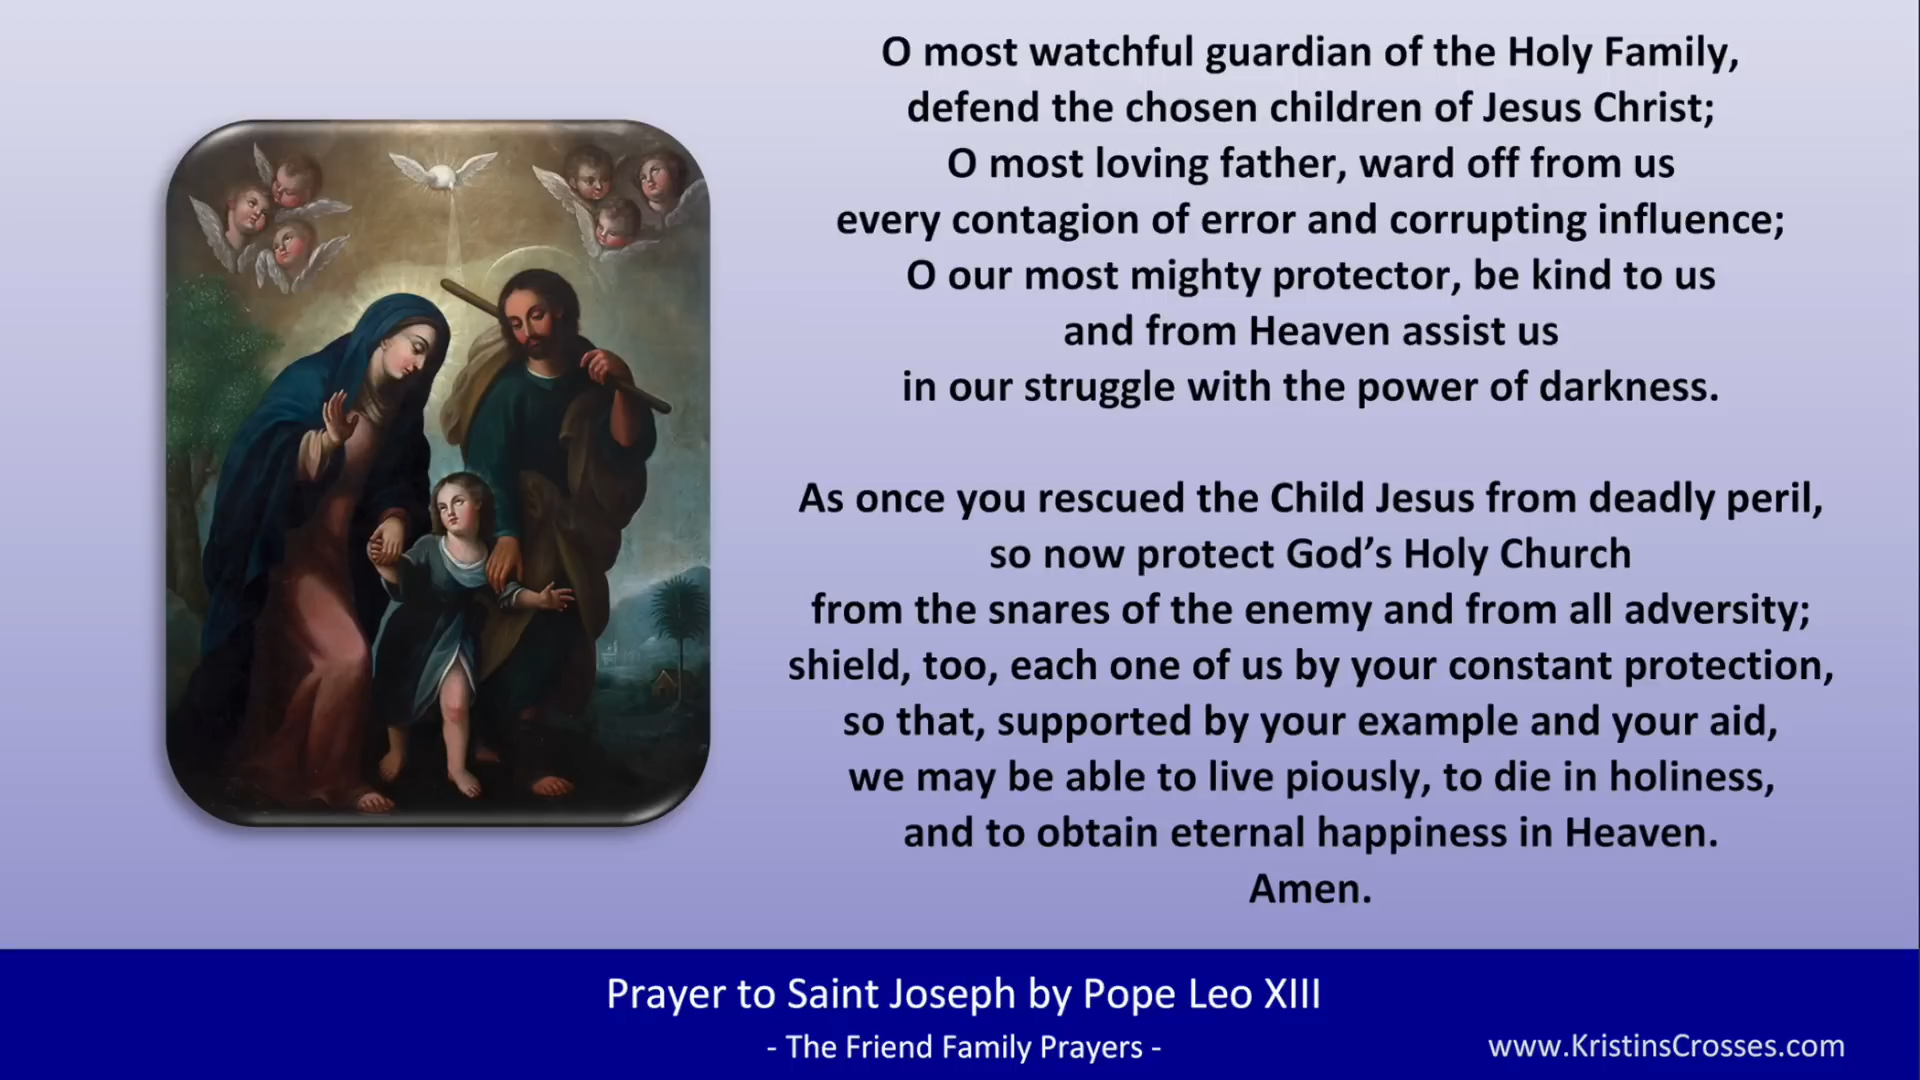 O most watchful guardian of the Holy Family,
defend the chosen children of Jesus Christ;
O most loving father, ward off from us
every contagion of error and corrupting influence;
O our most mighty protector, be kind to us
and from Heaven assist us
in our struggle with the power of darkness.
As once you rescued the Child Jesus from deadly peril,
so now protect God’s Holy Church
from the snares of the enemy and from all adversity;
shield, too, each one of us by your constant protection,
so that, supported by your example and your aid,
we may be able to live piously, to die in holiness,
and to obtain eternal happiness in Heaven.
Amen.
Prayer to Saint Joseph by Pope Leo XIII
- The Friend Family Prayers -
www.KristinsCrosses.com